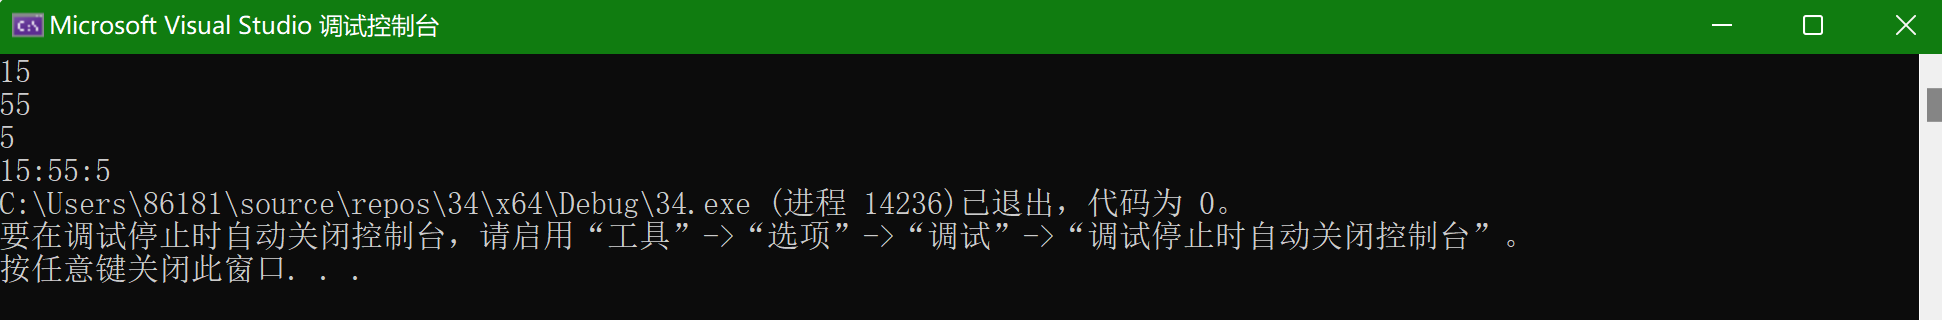 Microsoft Visual Studio 调试控制台
15
55
5
15:55:5
C:\Users\86181\source\repos\34\x64\Debug\34.exe (进程 14236)已退出，代码为 0。
要在调试停止时自动关闭控制台，请启用“工具”->“选项”->“调试”->“调试停止时自动关闭控制台”。
按任意键关闭此窗口. . .